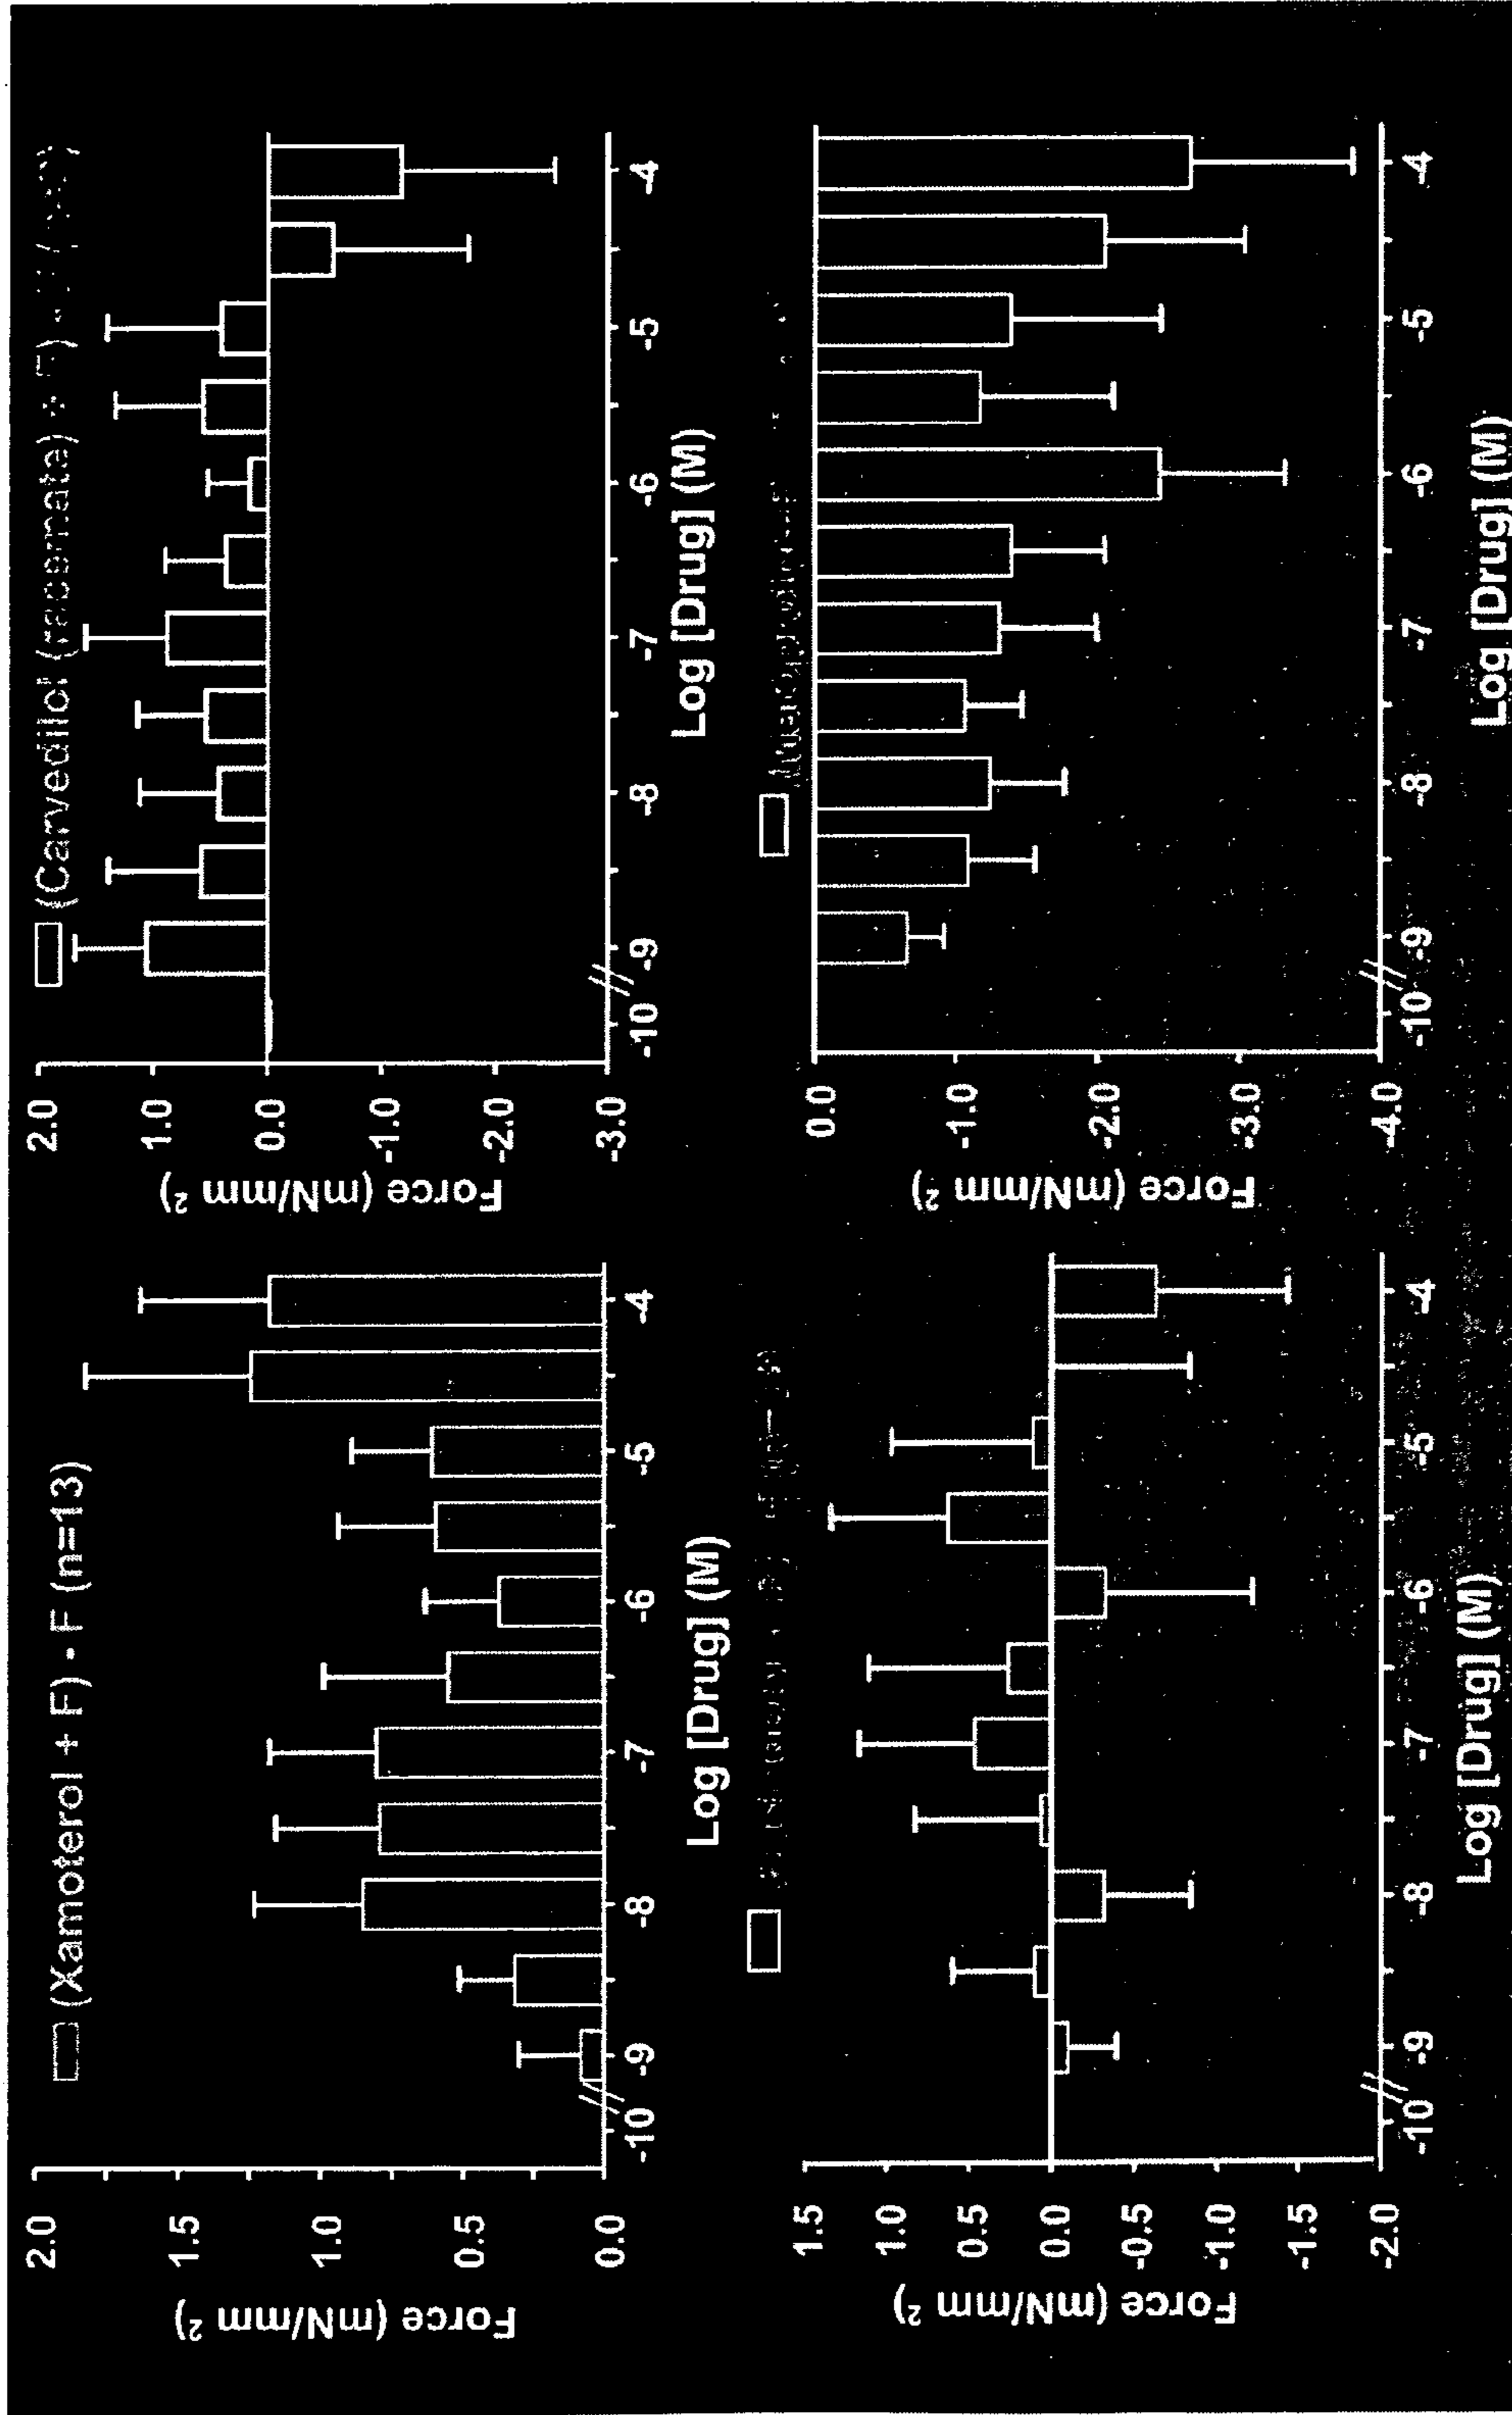 (Xamoterol + F) - F (n=13)
Force (mN/mm ²)
2.0
1.5
1.0
0.5
0.0
-10 -9 -8 -7 -6 -5 -4
Log [Drug] (M)
(Carvedilol (racemate)
Force (mN/mm ²)
2.0
1.0
0.0
-1.0
-2.0
-3.0
-10 -9 -8 -7 -6 -5 -4
Log [Drug] (M)
Force (mN/mm ²)
1.5
1.0
0.5
0.0
-0.5
-1.0
-1.5
-2.0
-10 -9 -8 -7 -6 -5 -4
Log [Drug] (M)
Force (mN/mm ²)
0.0
-1.0
-2.0
-3.0
-4.0
-10 -9 -8 -7 -6 -5 -4
Log [Drug] (M)